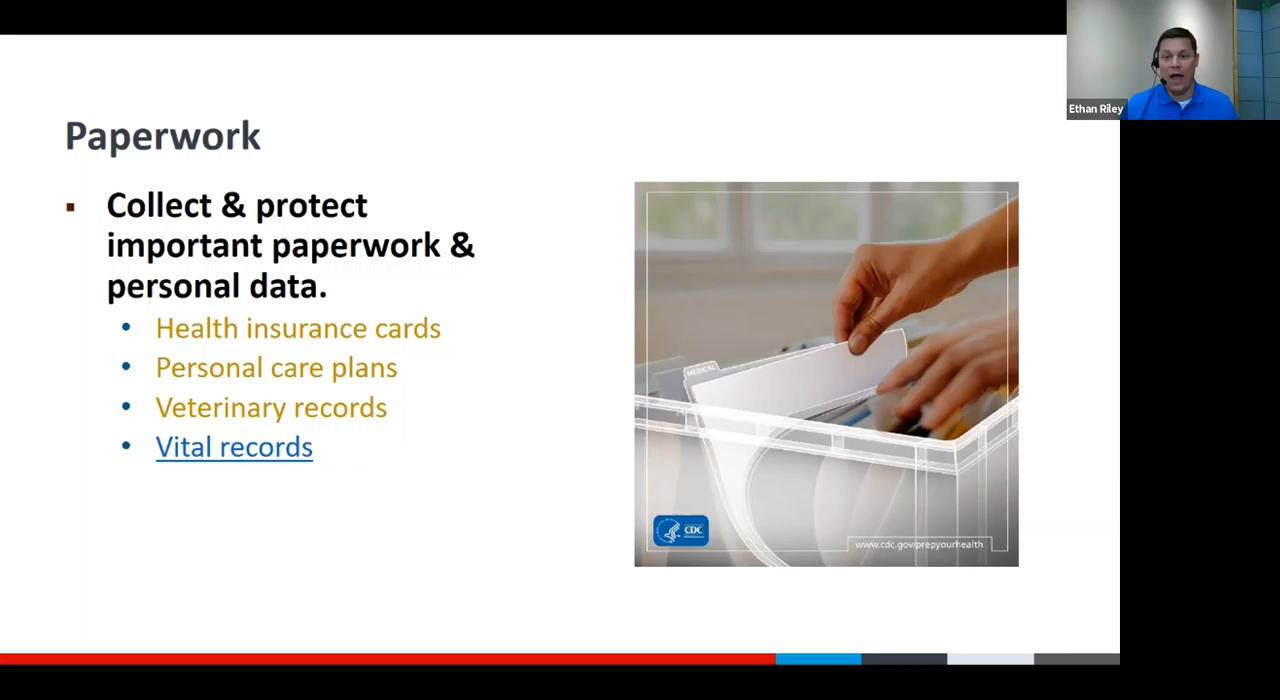 Ethan Riley
Paperwork
Collect & protect
important paperwork &
personal data.
Health insurance cards
Personal care plans
Veterinary records
Vital records
MEDICAL
CDC
www.cdc.gov/prepyourhealth